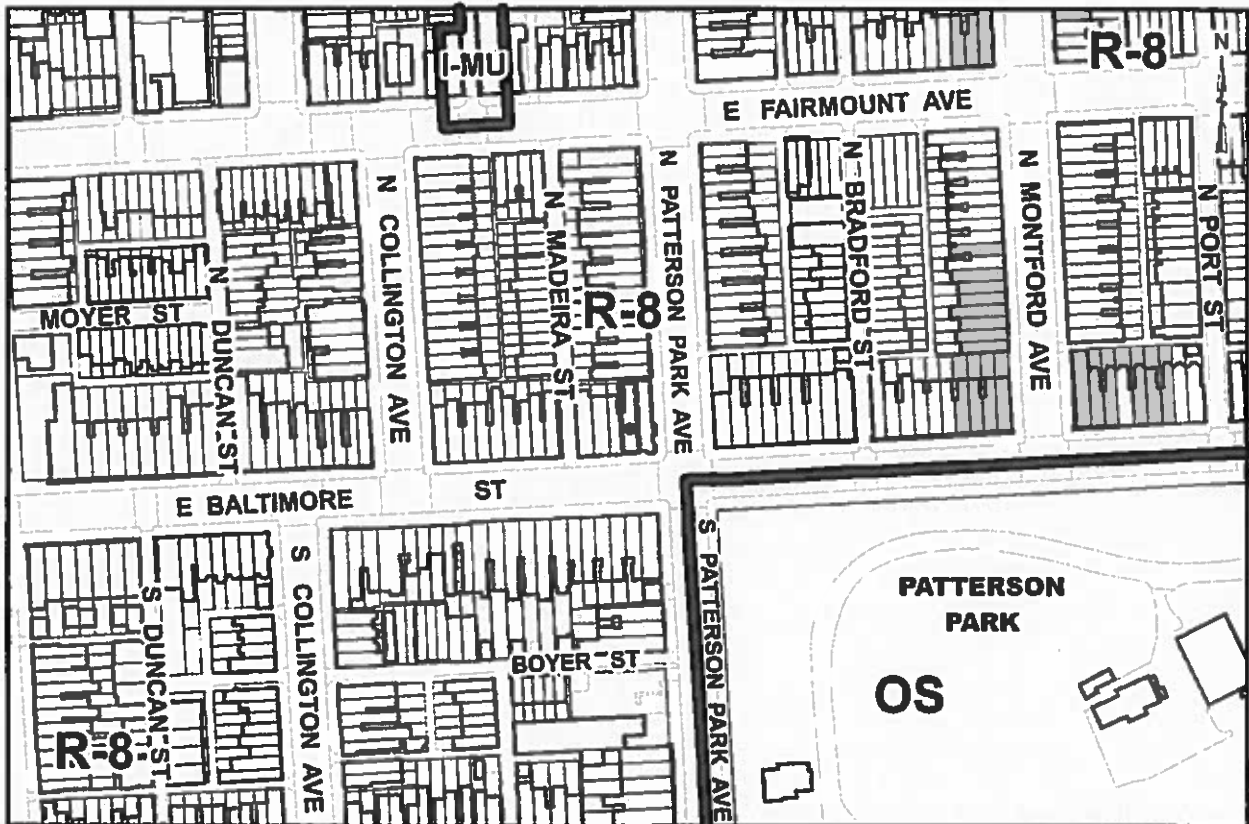 I-MU
R-8
N
E FAIRMOUNT AVE
N COLLINGTON AVE
N MADEIRA ST
N PATTERSON PARK AVE
N BRADFORD ST
N MONTFORD AVE
N PORT ST
MOYER ST
N DUNCAN ST
R-8
E BALTIMORE ST
S DUNCAN ST
S COLLINGTON AVE
S PATTERSON PARK AVE
PATTERSON
PARK
BOYER ST
OS
R-8